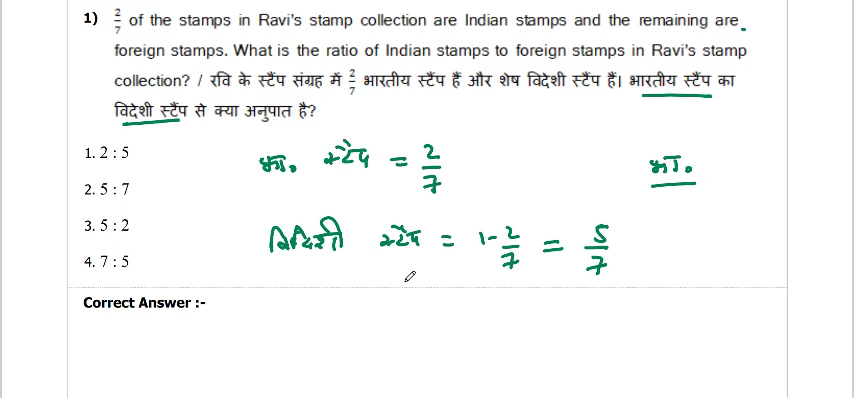 1) 2/7 of the stamps in Ravi's stamp collection are Indian stamps and the remaining are
foreign stamps. What is the ratio of Indian stamps to foreign stamps in Ravi's stamp
collection? / रवि के स्टैंप संग्रह में 2/7 भारतीय स्टैंप हैं और शेष विदेशी स्टैंप हैं। भारतीय स्टैंप का
विदेशी स्टैंप से क्या अनुपात है?
1. 2 : 5
2. 5 : 7
3. 5 : 2
4. 7 : 5
भा. स्टेंप = 2/7
भा.
विदेशी स्टेंप = 1 - 2/7 = 5/7
Correct Answer :-